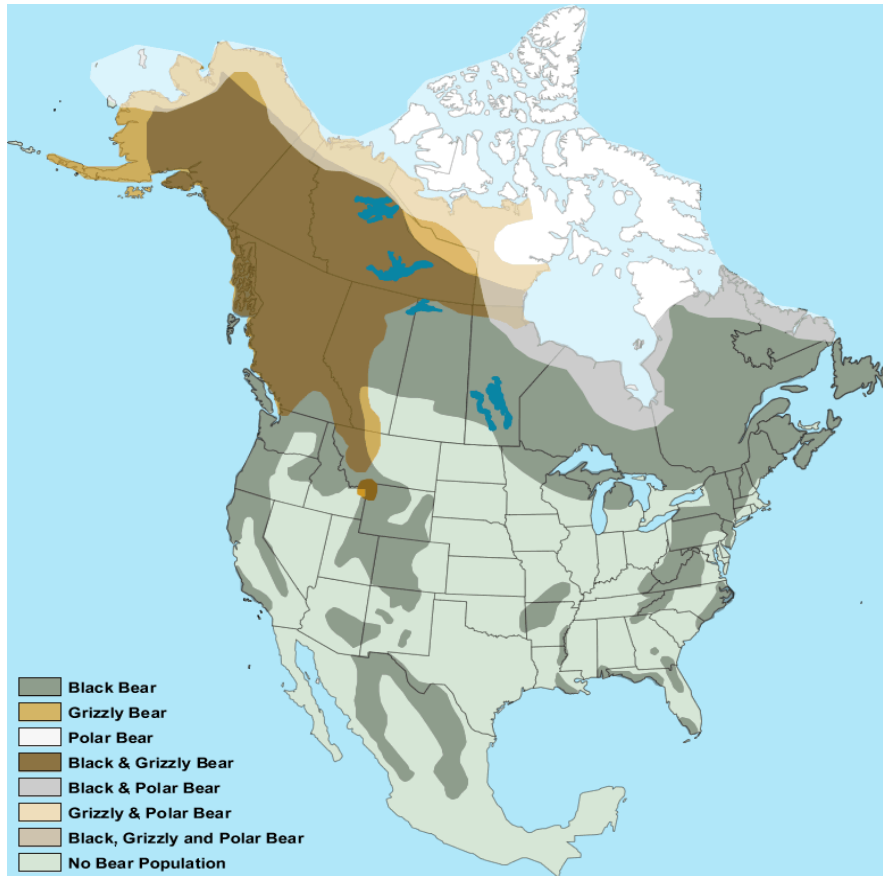 Black Bear
Grizzly Bear
Polar Bear
Black & Grizzly Bear
Black & Polar Bear
Grizzly & Polar Bear
Black, Grizzly and Polar Bear
No Bear Population